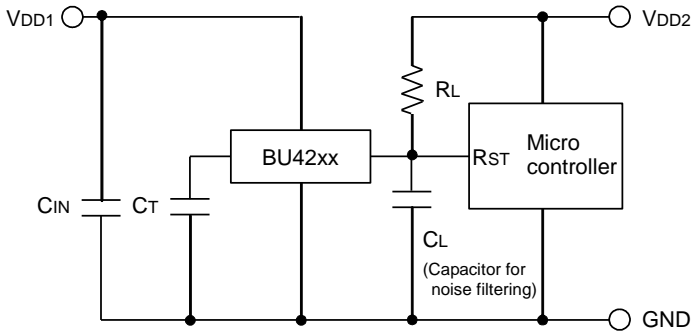 VDD1
VDD2
RL
BU42xx
RST
Micro
controller
CIN
CT
CL
(Capacitor for
noise filtering)
GND